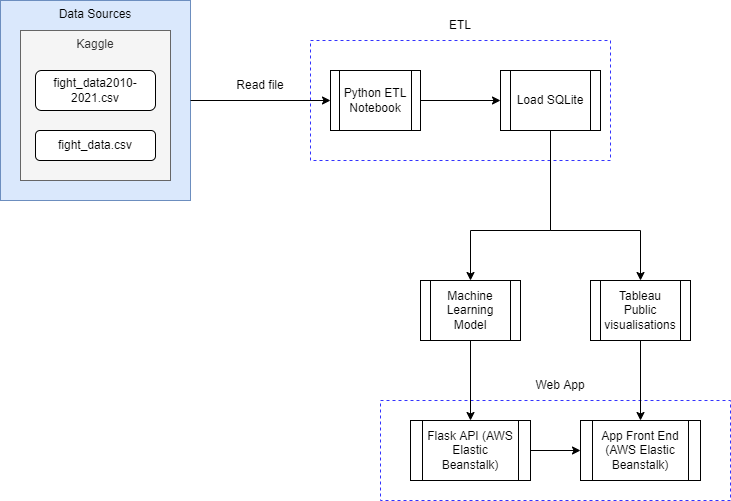 Data Sources
ETL
Kaggle
fight_data2010-
2021.csv
Read file
Python ETL
Notebook
Load SQLite
fight_data.csv
Machine
Learning
Model
Tableau
Public
visualisations
Web App
Flask API (AWS
Elastic
Beanstalk)
App Front End
(AWS Elastic
Beanstalk)